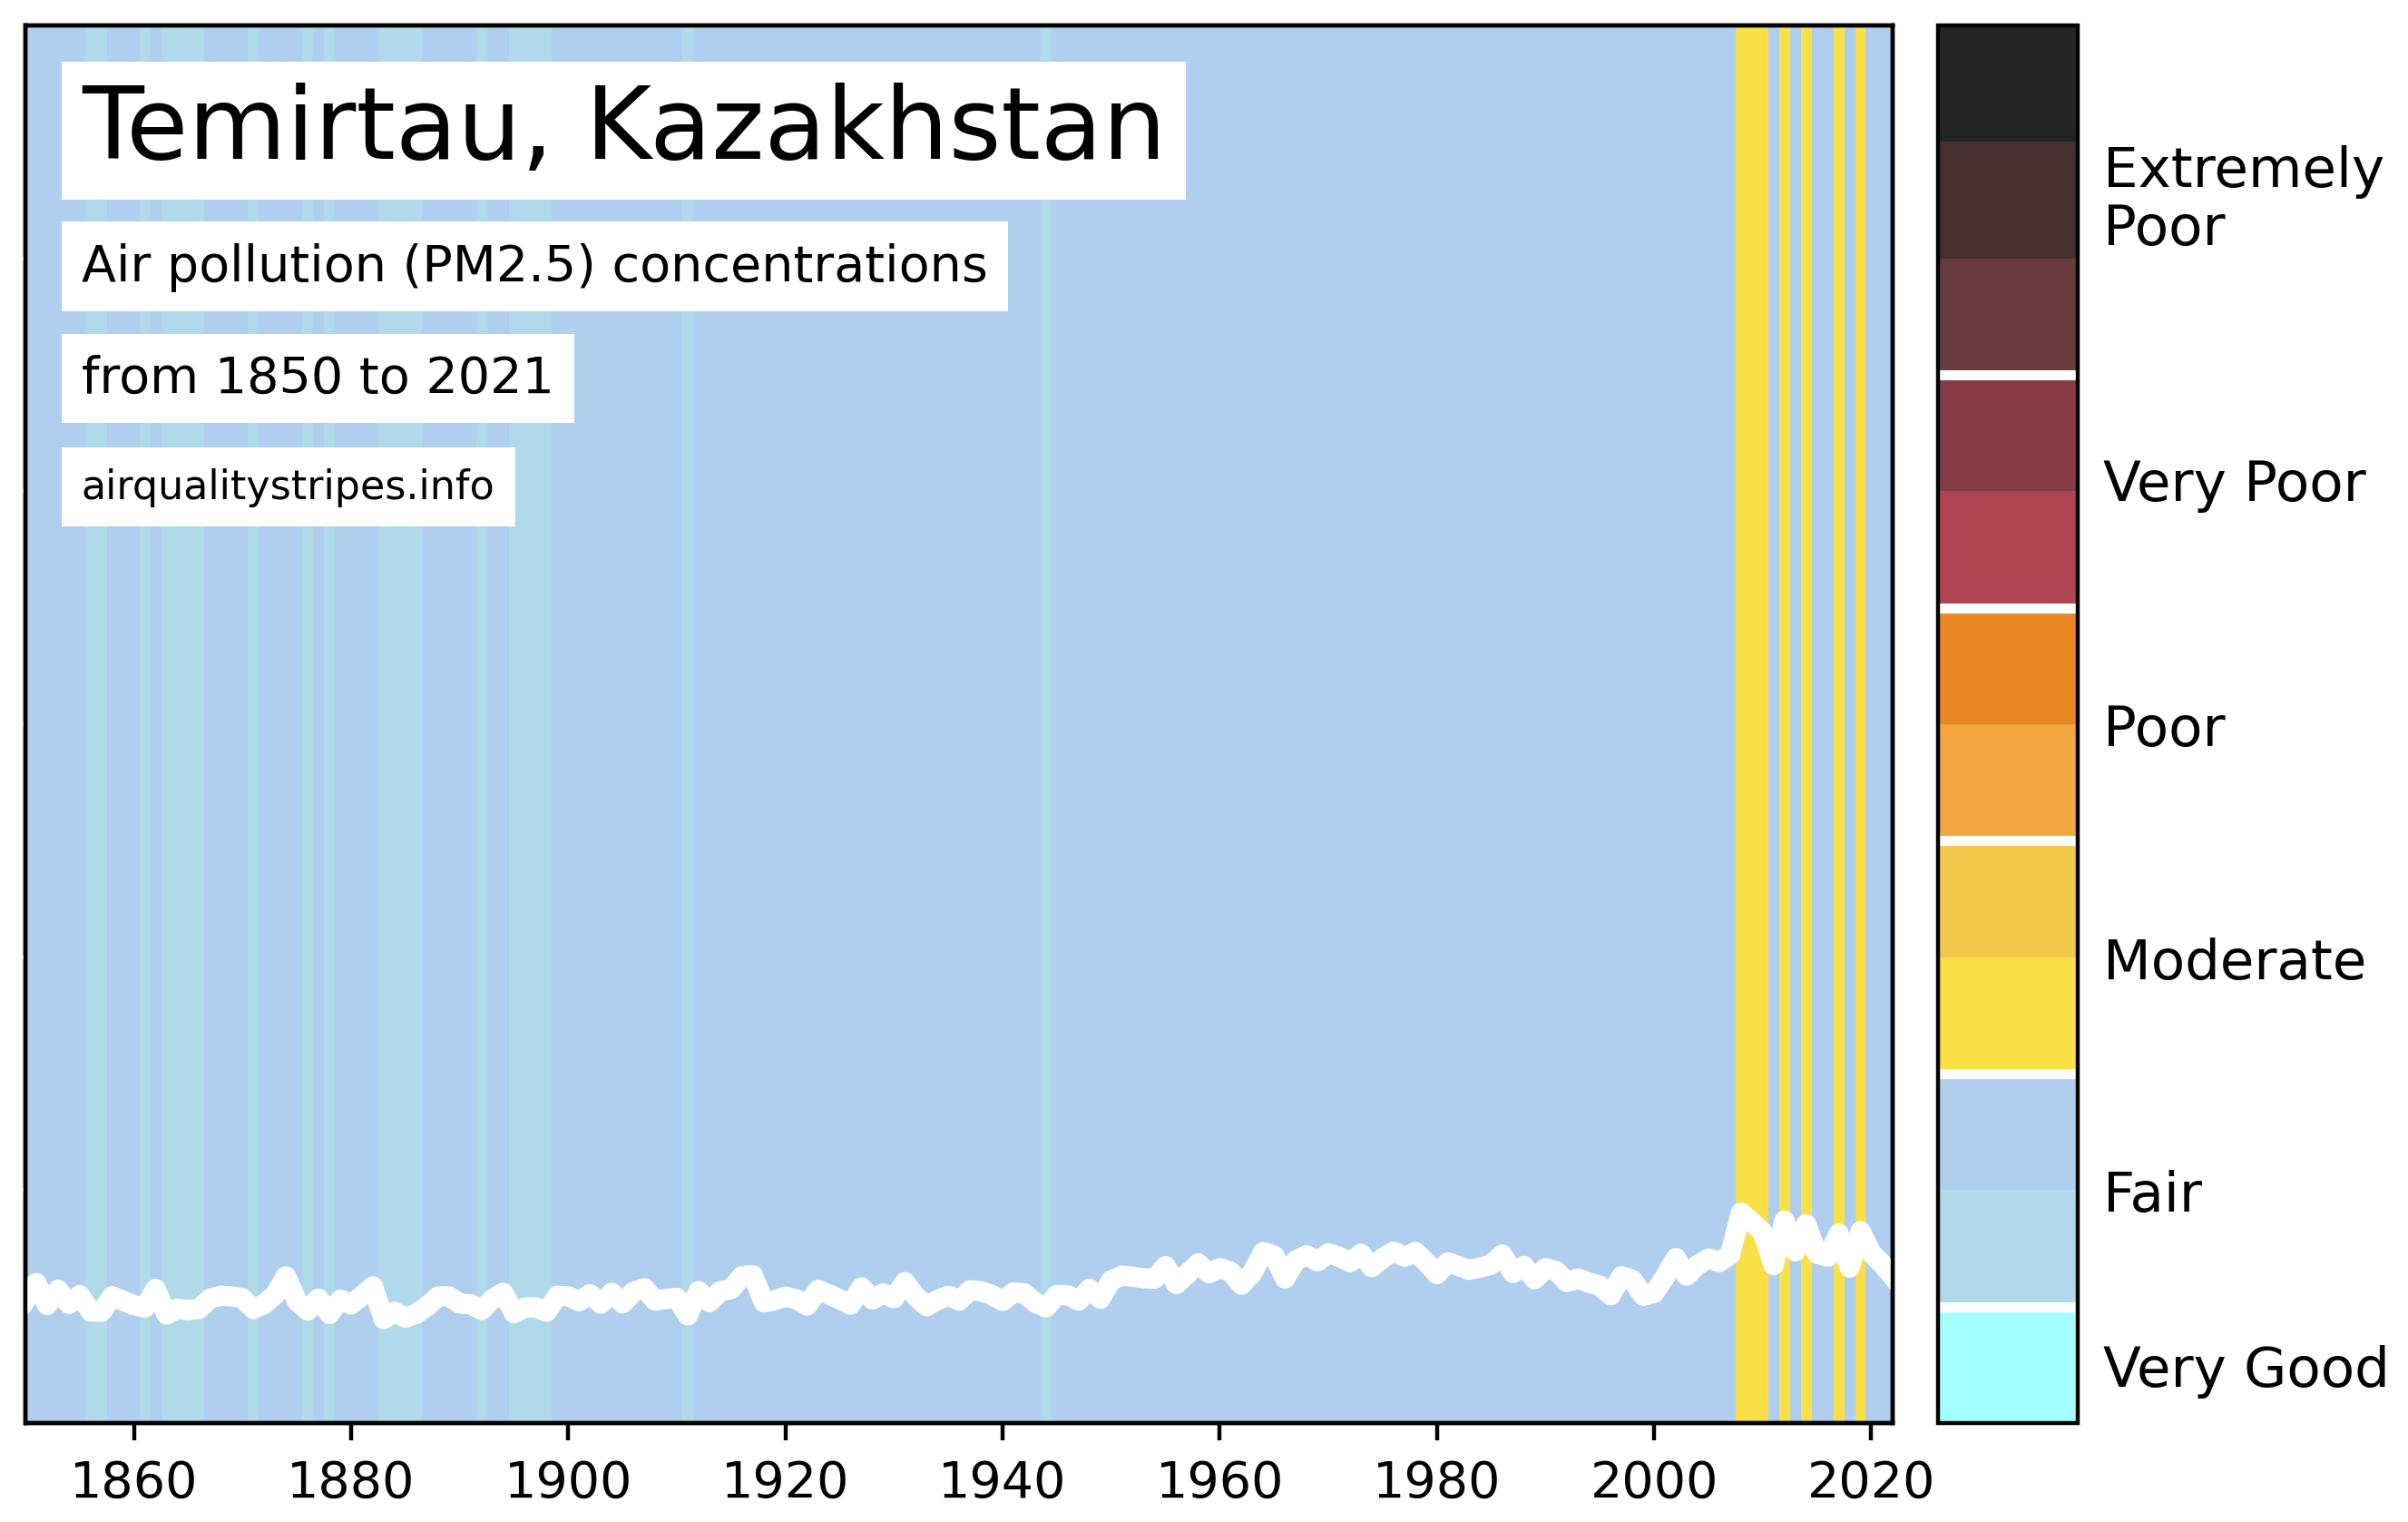 Temirtau, Kazakhstan
Air pollution (PM2.5) concentrations
from 1850 to 2021
airqualitystripes.info
Extremely
Poor
Very Poor
Poor
Moderate
Fair
Very Good
1860 1880 1900 1920 1940 1960 1980 2000 2020